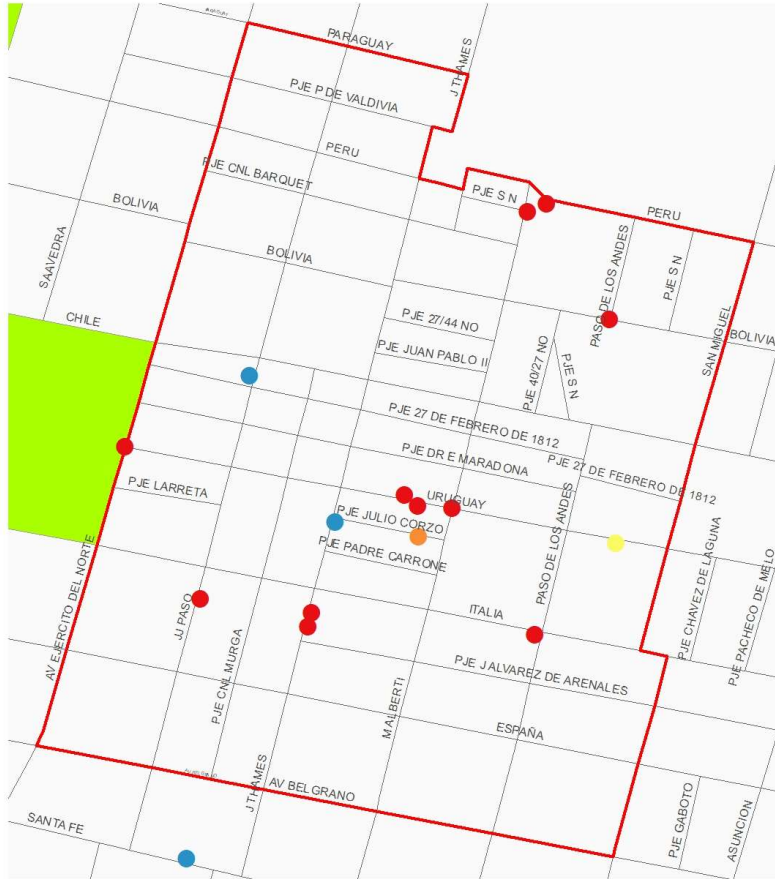 PARAGUAY
J THAMES
PJE P DE VALDIVIA
PERU
PJE CNL BARQUET
PJE S N
BOLIVIA
PERU
SAAVEDRA
BOLIVIA
PASO DE LOS ANDES
PJE S N
CHILE
PJE 27/44 NO
SAN MIGUEL
BOLIVIA
PJE JUAN PABLO II
PJE 40/27 NO
PJE S N
PJE 27 DE FEBRERO DE 1812
PJE DR E MARADONA
PJE 27 DE FEBRERO DE 1812
PJE LARRETA
URUGUAY
PJE JULIO CORZO
PASO DE LOS ANDES
PJE PADRE CARRONE
PJE CHAVEZ DE LAGUNA
AV EJERCITO DEL NORTE
JJ PASO
ITALIA
PJE PACHECO DE MELO
PJE CNL MURGA
PJE J ALVAREZ DE ARENALES
M ALBERTI
ESPAÑA
J THAMES
AV BELGRANO
SANTA FE
PJE GABOTO
ASUNCION